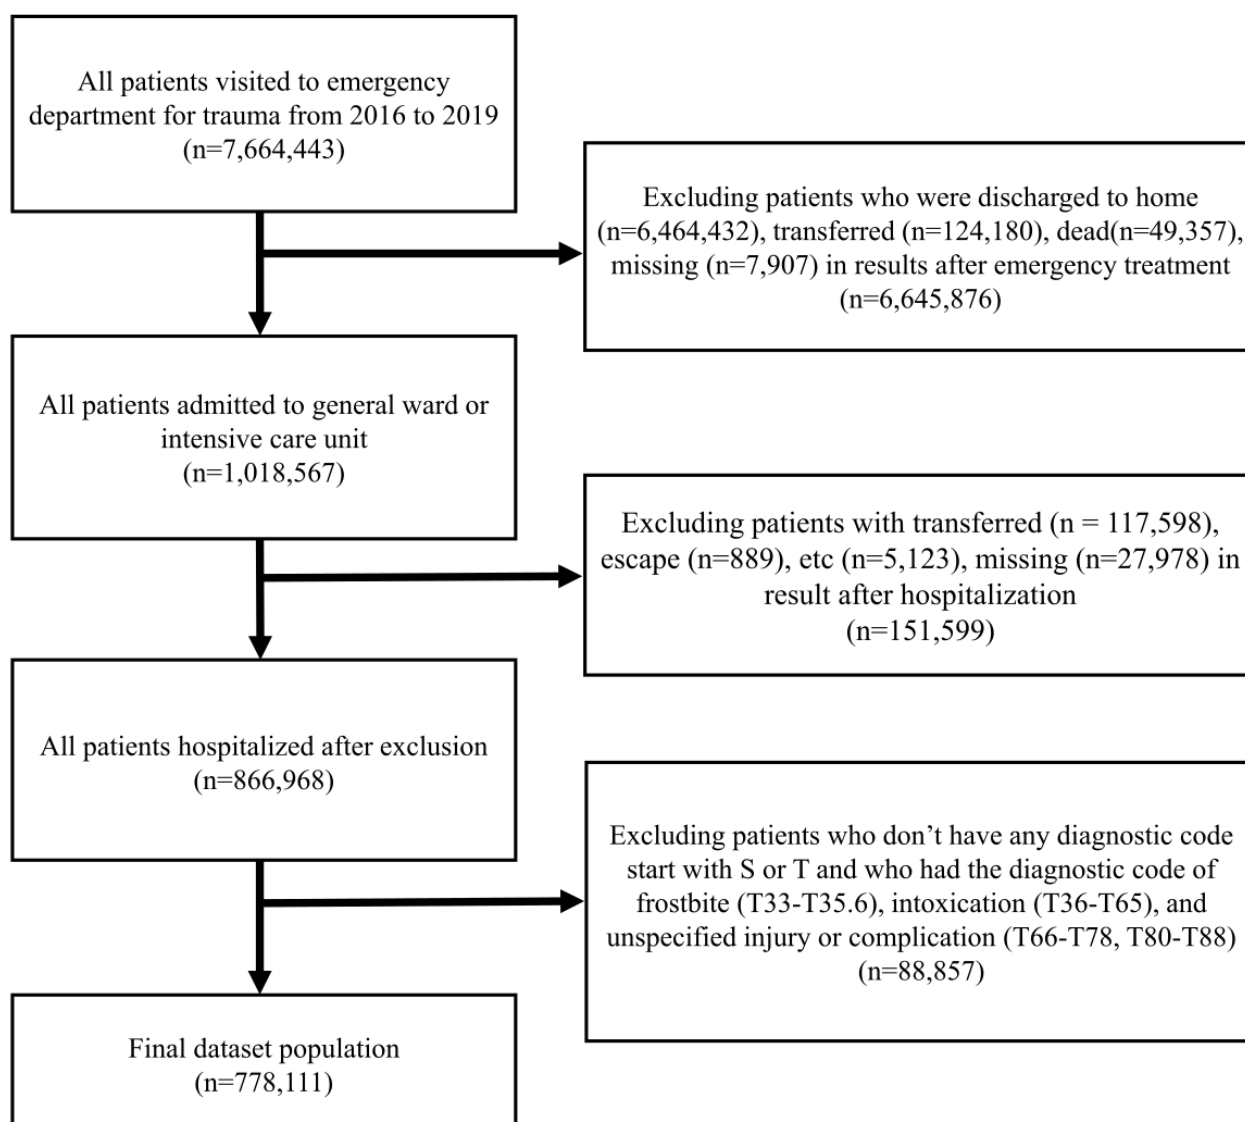 All patients visited to emergency
department for trauma from 2016 to 2019
(n=7,664,443)
Excluding patients who were discharged to home
(n=6,464,432), transferred (n=124,180), dead(n=49,357),
missing (n=7,907) in results after emergency treatment
(n=6,645,876)
All patients admitted to general ward or
intensive care unit
(n=1,018,567)
Excluding patients with transferred (n = 117,598),
escape (n=889), etc (n=5,123), missing (n=27,978) in
result after hospitalization
(n=151,599)
All patients hospitalized after exclusion
(n=866,968)
Excluding patients who don’t have any diagnostic code
start with S or T and who had the diagnostic code of
frostbite (T33-T35.6), intoxication (T36-T65), and
unspecified injury or complication (T66-T78, T80-T88)
(n=88,857)
Final dataset population
(n=778,111)